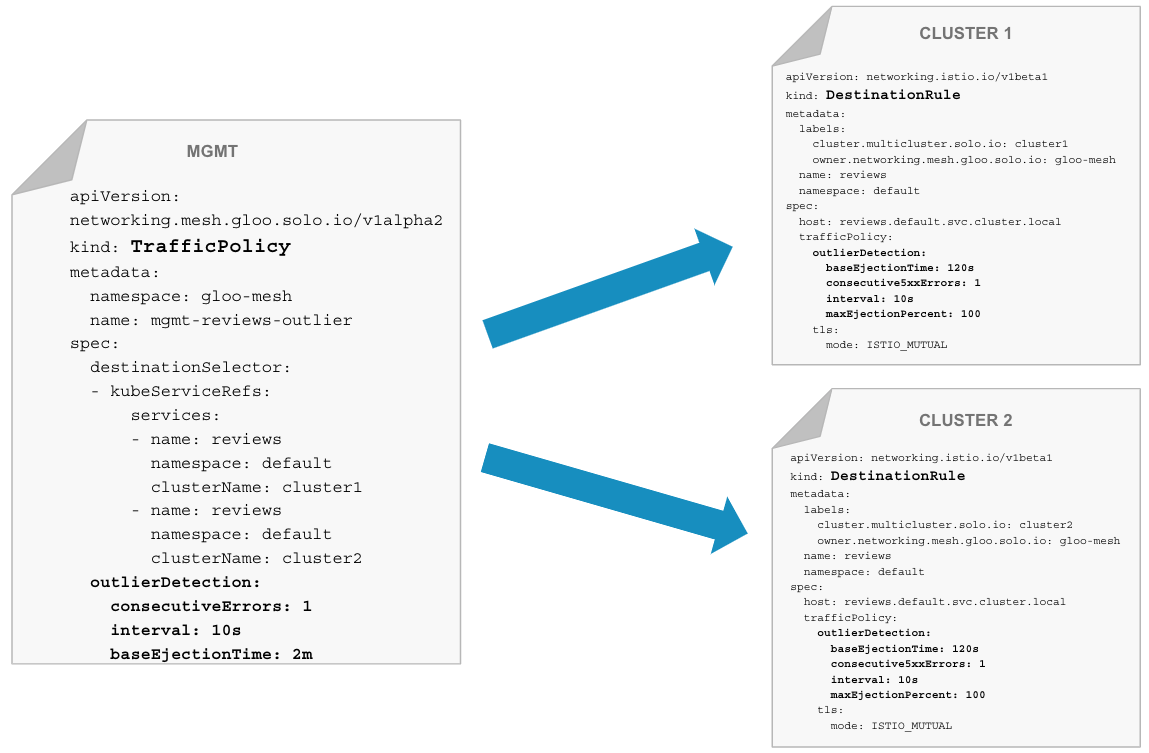 MGMT
apiVersion:
networking.mesh.gloo.solo.io/v1alpha2
kind: TrafficPolicy
metadata:
  namespace: gloo-mesh
  name: mgmt-reviews-outlier
spec:
  destinationSelector:
  - kubeServiceRefs:
      services:
      - name: reviews
        namespace: default
        clusterName: cluster1
      - name: reviews
        namespace: default
        clusterName: cluster2
  outlierDetection:
    consecutiveErrors: 1
    interval: 10s
    baseEjectionTime: 2m
CLUSTER 1
apiVersion: networking.istio.io/v1beta1
kind: DestinationRule
metadata:
  labels:
    cluster.multicluster.solo.io: cluster1
    owner.networking.mesh.gloo.solo.io: gloo-mesh
  name: reviews
  namespace: default
spec:
  host: reviews.default.svc.cluster.local
  trafficPolicy:
    outlierDetection:
      baseEjectionTime: 120s
      consecutive5xxErrors: 1
      interval: 10s
      maxEjectionPercent: 100
    tls:
      mode: ISTIO_MUTUAL
CLUSTER 2
apiVersion: networking.istio.io/v1beta1
kind: DestinationRule
metadata:
  labels:
    cluster.multicluster.solo.io: cluster2
    owner.networking.mesh.gloo.solo.io: gloo-mesh
  name: reviews
  namespace: default
spec:
  host: reviews.default.svc.cluster.local
  trafficPolicy:
    outlierDetection:
      baseEjectionTime: 120s
      consecutive5xxErrors: 1
      interval: 10s
      maxEjectionPercent: 100
    tls:
      mode: ISTIO_MUTUAL